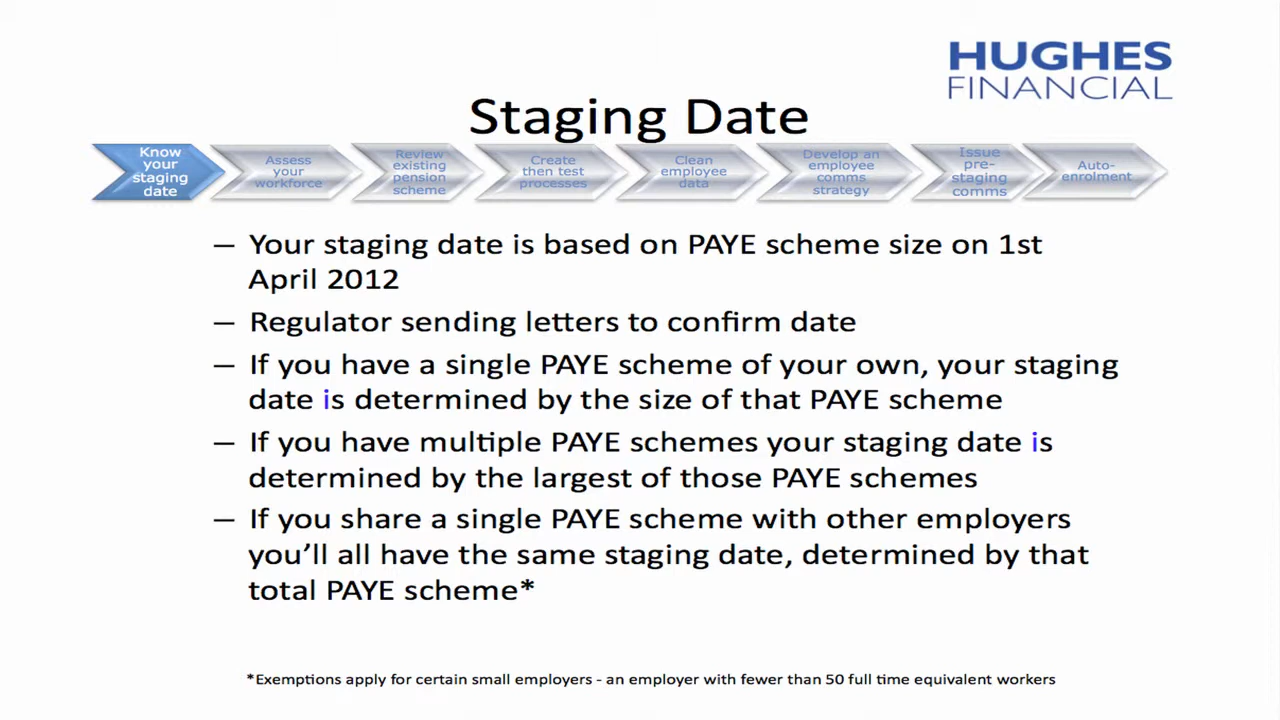 HUGHES
FINANCIAL
Staging Date
Know
your
staging
date
Assess
your
workforce
Review
existing
pension
scheme
Create
then test
processes
Clean
employee
data
Develop an
employee
comms
strategy
Issue
pre-
staging
comms
Auto-
enrolment
– Your staging date is based on PAYE scheme size on 1st
April 2012
– Regulator sending letters to confirm date
– If you have a single PAYE scheme of your own, your staging
date is determined by the size of that PAYE scheme
– If you have multiple PAYE schemes your staging date is
determined by the largest of those PAYE schemes
– If you share a single PAYE scheme with other employers
you’ll all have the same staging date, determined by that
total PAYE scheme*
*Exemptions apply for certain small employers - an employer with fewer than 50 full time equivalent workers